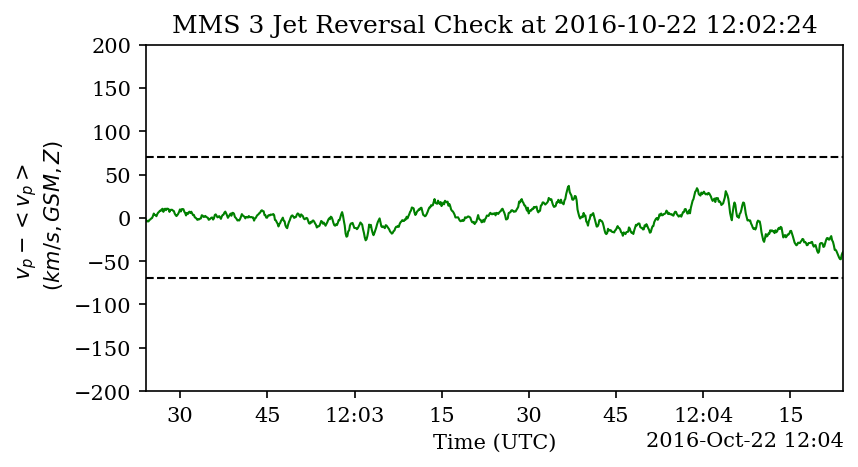 MMS 3 Jet Reversal Check at 2016-10-22 12:02:24
200
150
100
50
0
−50
−100
−150
−200
v_p − < v_p >
(km/s, GSM, Z)
30 45 12:03 15 30 45 12:04 15
Time (UTC)
2016-Oct-22 12:04